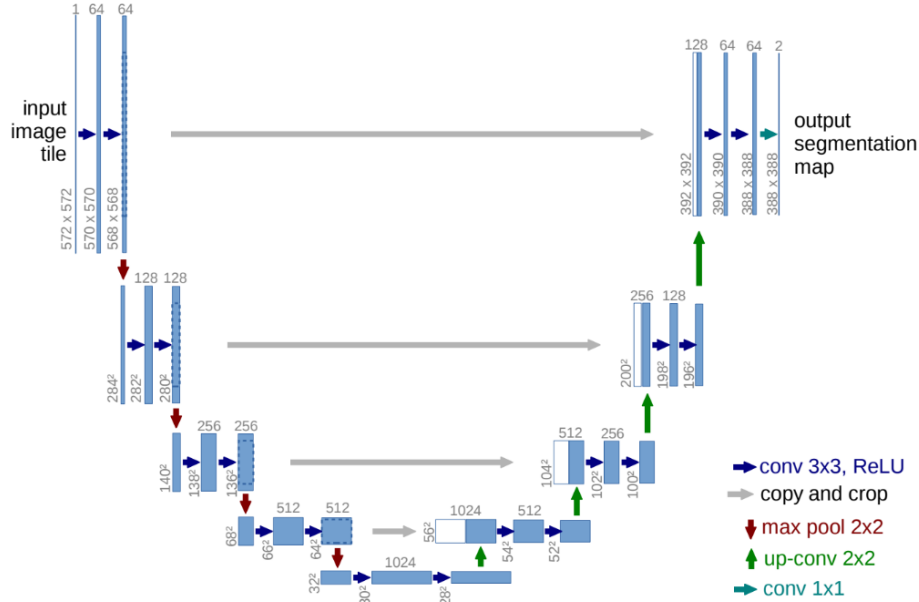 1 64 64
128 64 64 2
input
image
tile
output
segmentation
map
572 x 572
570 x 570
568 x 568
392 x 392
390 x 390
388 x 388
388 x 388
128 128
256 128
284²
282²
280²
200²
198²
196²
256 256
512 256
140²
138²
136²
104²
102²
100²
512 512
1024 512
68²
66²
64²
56²
54²
52²
1024
32²
conv 3x3, ReLU
copy and crop
max pool 2x2
up-conv 2x2
conv 1x1